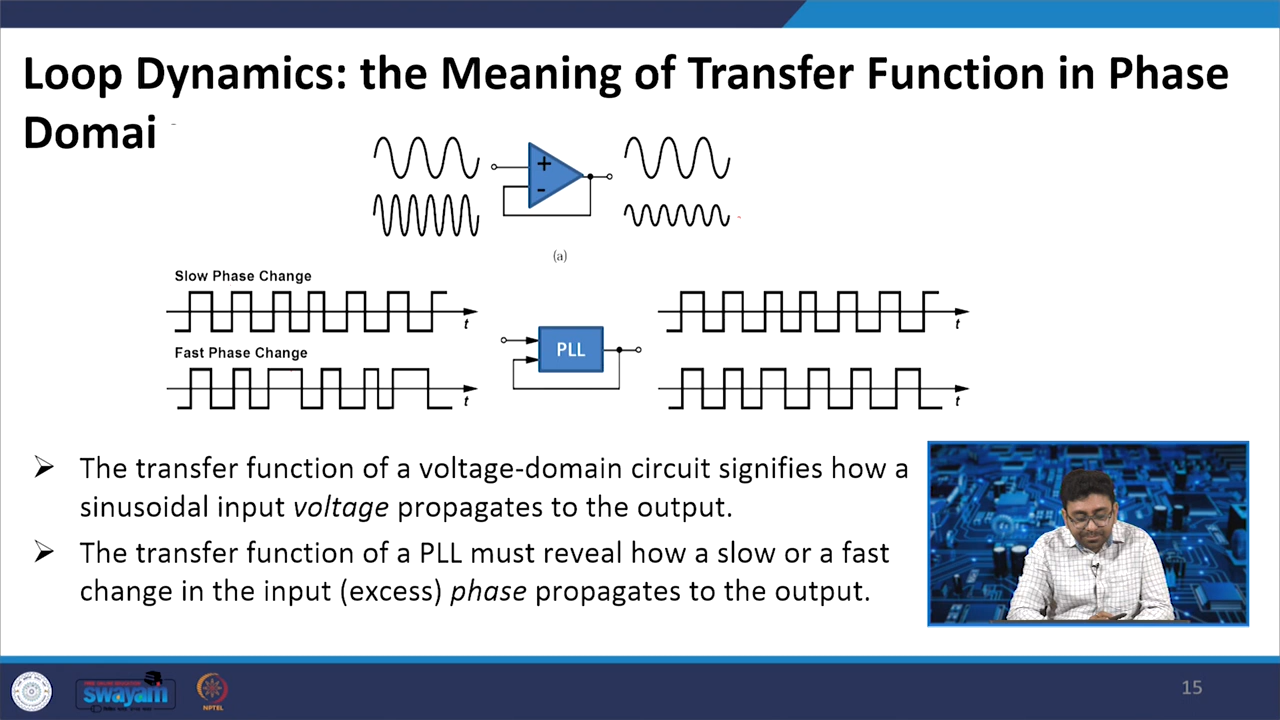 Loop Dynamics: the Meaning of Transfer Function in Phase
Domai
+
-
(a)
Slow Phase Change
t
t
Fast Phase Change
PLL
t
t
➢ The transfer function of a voltage-domain circuit signifies how a
sinusoidal input voltage propagates to the output.
➢ The transfer function of a PLL must reveal how a slow or a fast
change in the input (excess) phase propagates to the output.
swayam
NPTEL
15